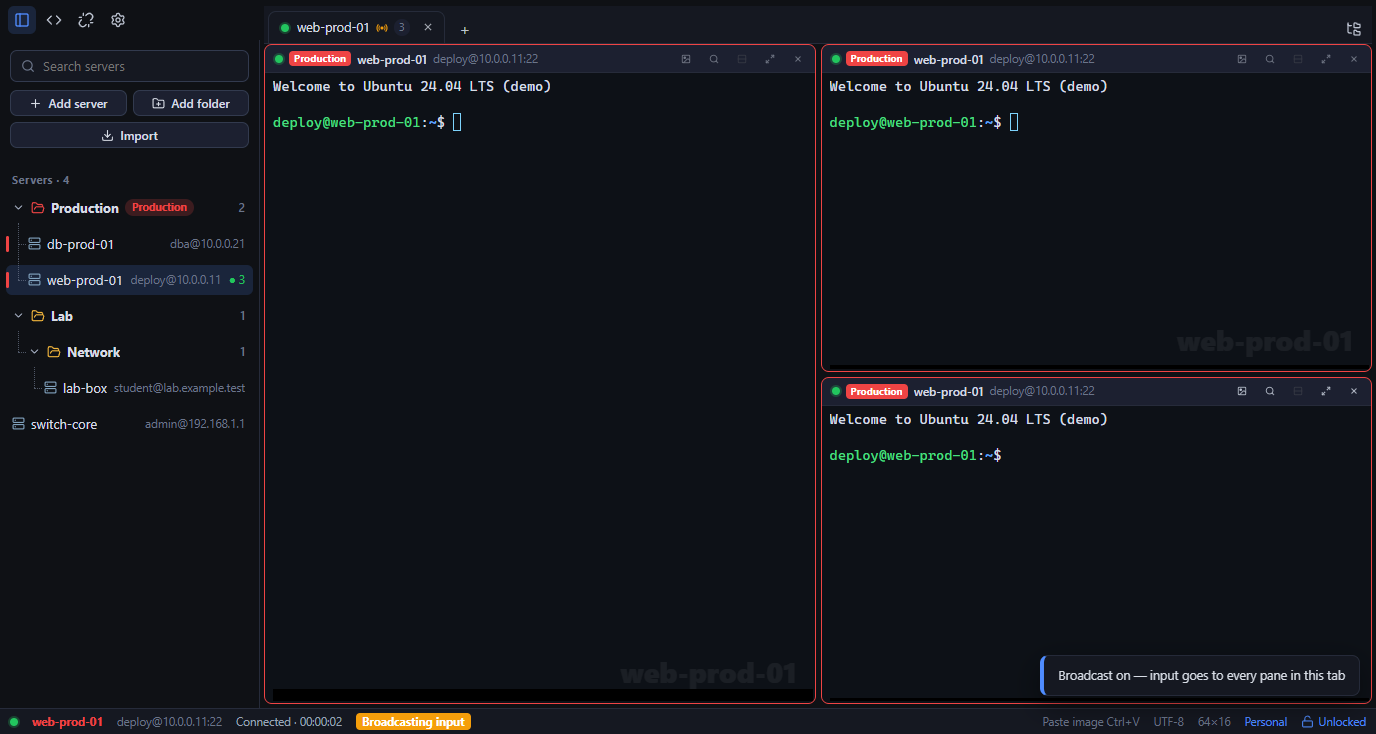 web-prod-01 3
Search servers
Add server
Add folder
Import
Servers · 4
Production Production 2
db-prod-01 dba@10.0.0.21
web-prod-01 deploy@10.0.0.11 3
Lab 1
Network 1
lab-box student@lab.example.test
switch-core admin@192.168.1.1
Production web-prod-01 deploy@10.0.0.11:22
Welcome to Ubuntu 24.04 LTS (demo)
deploy@web-prod-01:~$
web-prod-01
Production web-prod-01 deploy@10.0.0.11:22
Welcome to Ubuntu 24.04 LTS (demo)
deploy@web-prod-01:~$
web-prod-01
Production web-prod-01 deploy@10.0.0.11:22
Welcome to Ubuntu 24.04 LTS (demo)
deploy@web-prod-01:~$
Broadcast on — input goes to every pane in this tab
web-prod-01 deploy@10.0.0.11:22 Connected · 00:00:02 Broadcasting input
Paste image Ctrl+V UTF-8 64×16 Personal Unlocked